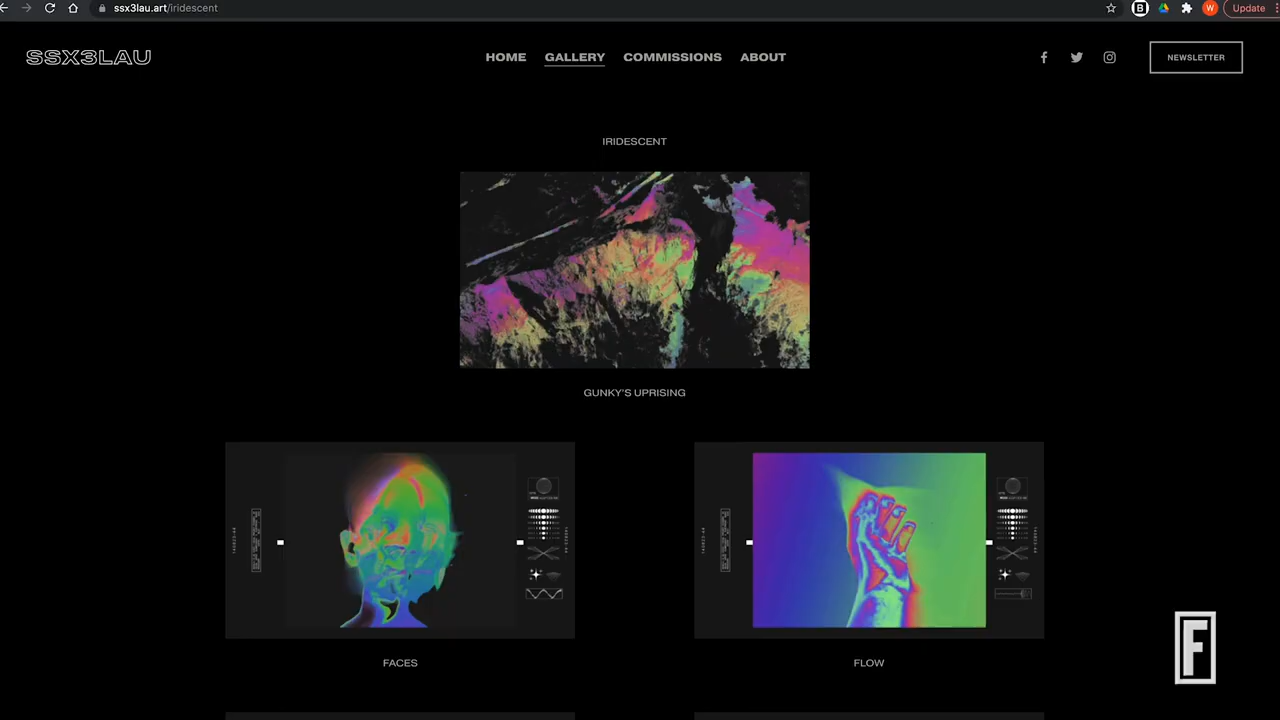 ssx3lau.art/iridescent
W
Update
SSX3LAU
HOME
GALLERY
COMMISSIONS
ABOUT
NEWSLETTER
IRIDESCENT
GUNKY'S UPRISING
FACES
FLOW
F